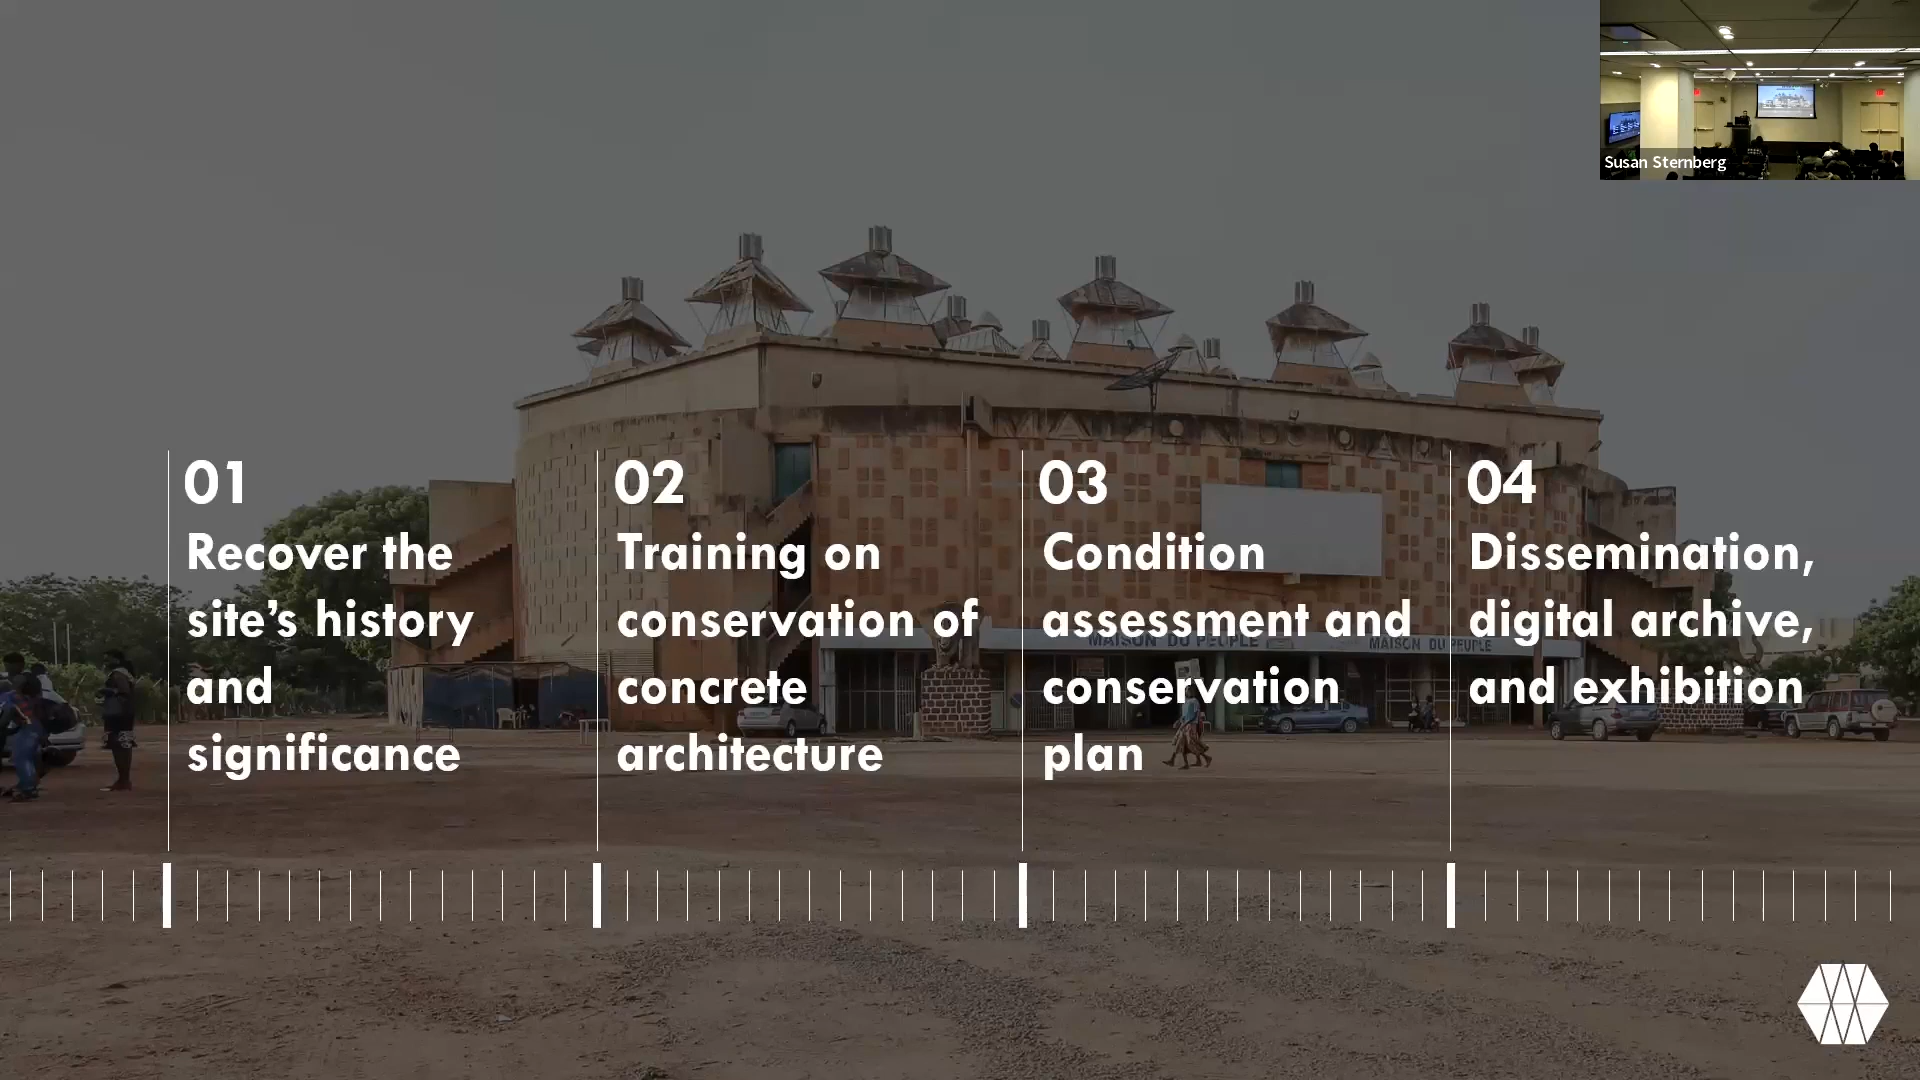 Susan Sternberg
01
Recover the
site's history
and
significance
02
Training on
conservation of
concrete
architecture
03
Condition
assessment and
conservation
plan
04
Dissemination,
digital archive,
and exhibition
MAISON DU PEUPLE
MAISON DU PEUPLE